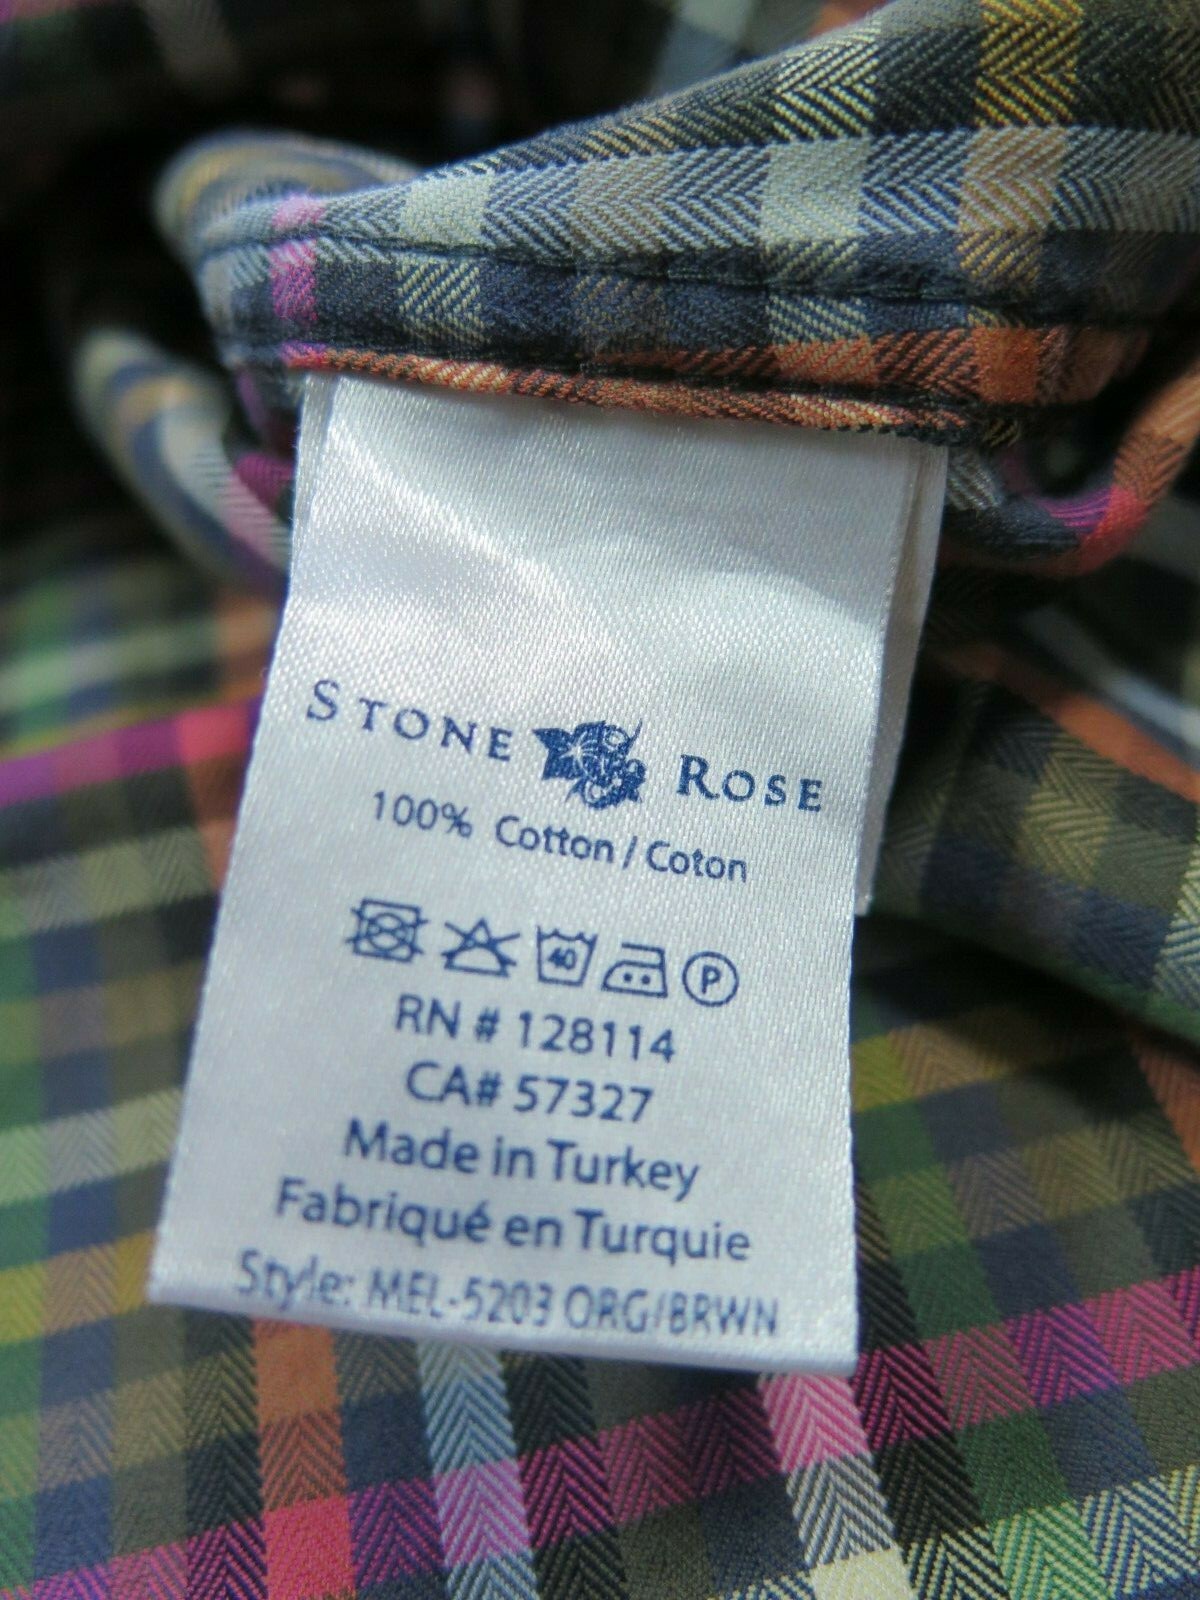 STONE ROSE
100% Cotton / Coton
40 P
RN # 128114
CA# 57327
Made in Turkey
Fabriqué en Turquie
Style: MEL-5203 ORG/BRWN